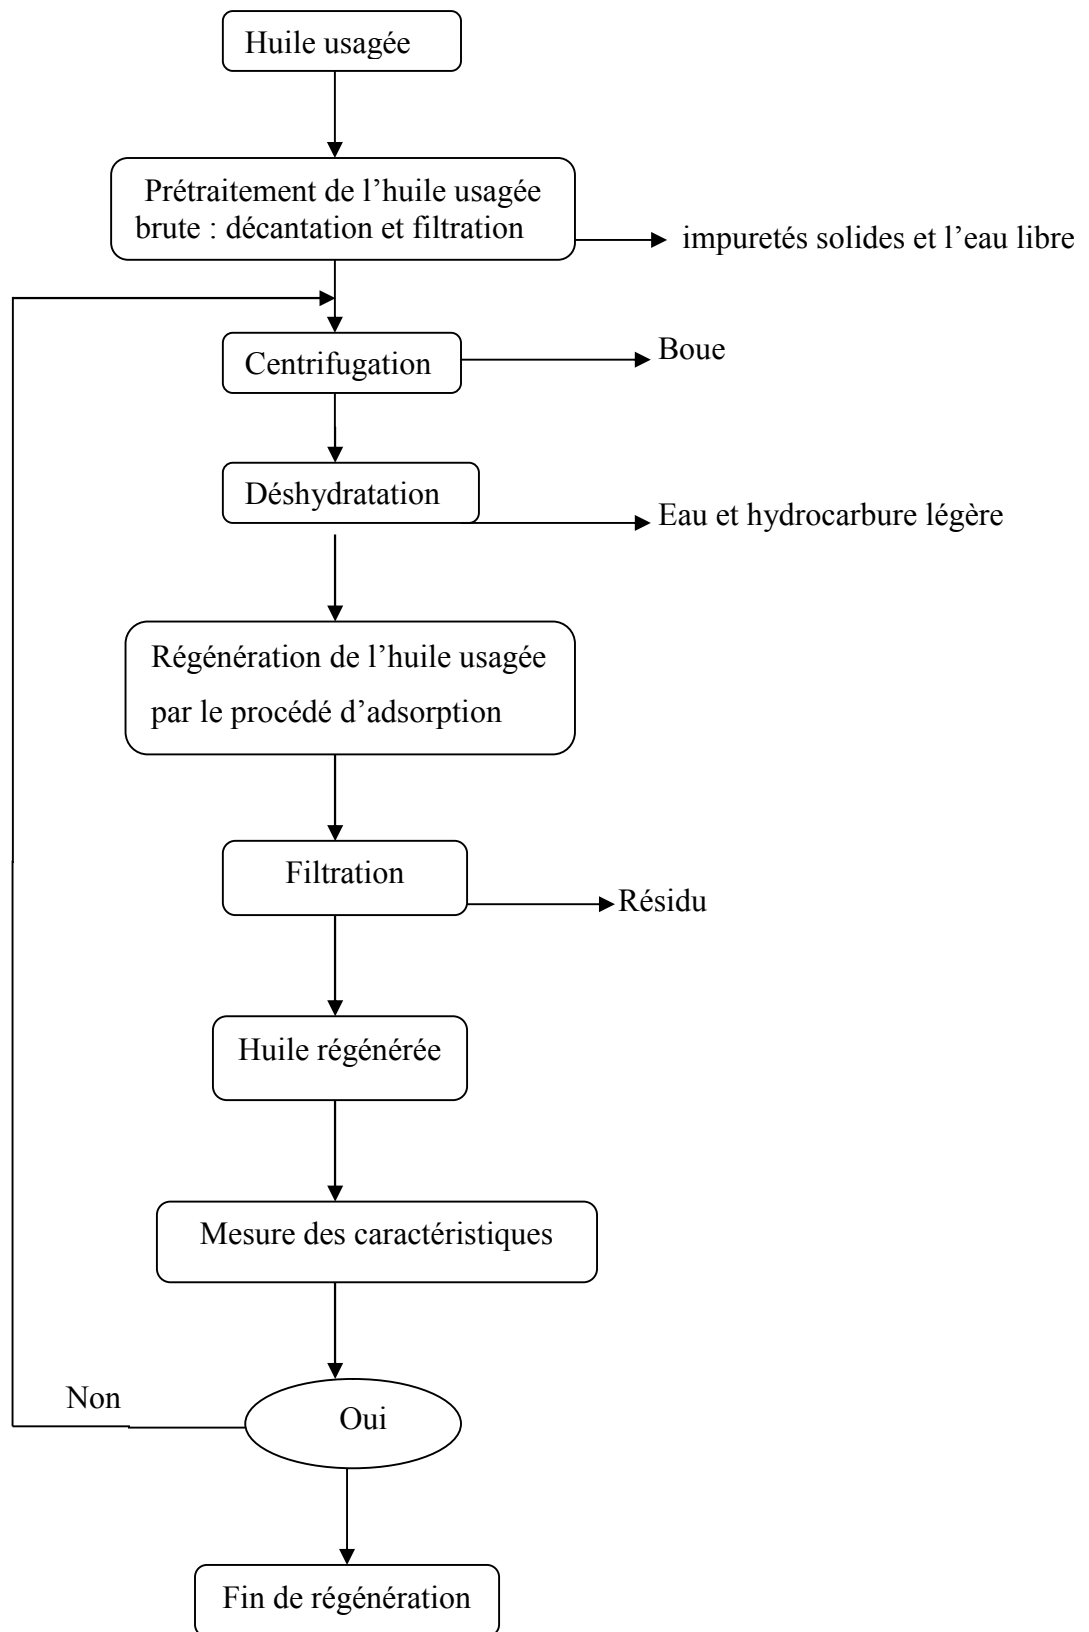 Huile usagée
Prétraitement de l’huile usagée
brute : décantation et filtration
impuretés solides et l’eau libre
Centrifugation
Boue
Déshydratation
Eau et hydrocarbure légère
Régénération de l’huile usagée
par le procédé d’adsorption
Filtration
Résidu
Huile régénérée
Mesure des caractéristiques
Non
Oui
Fin de régénération